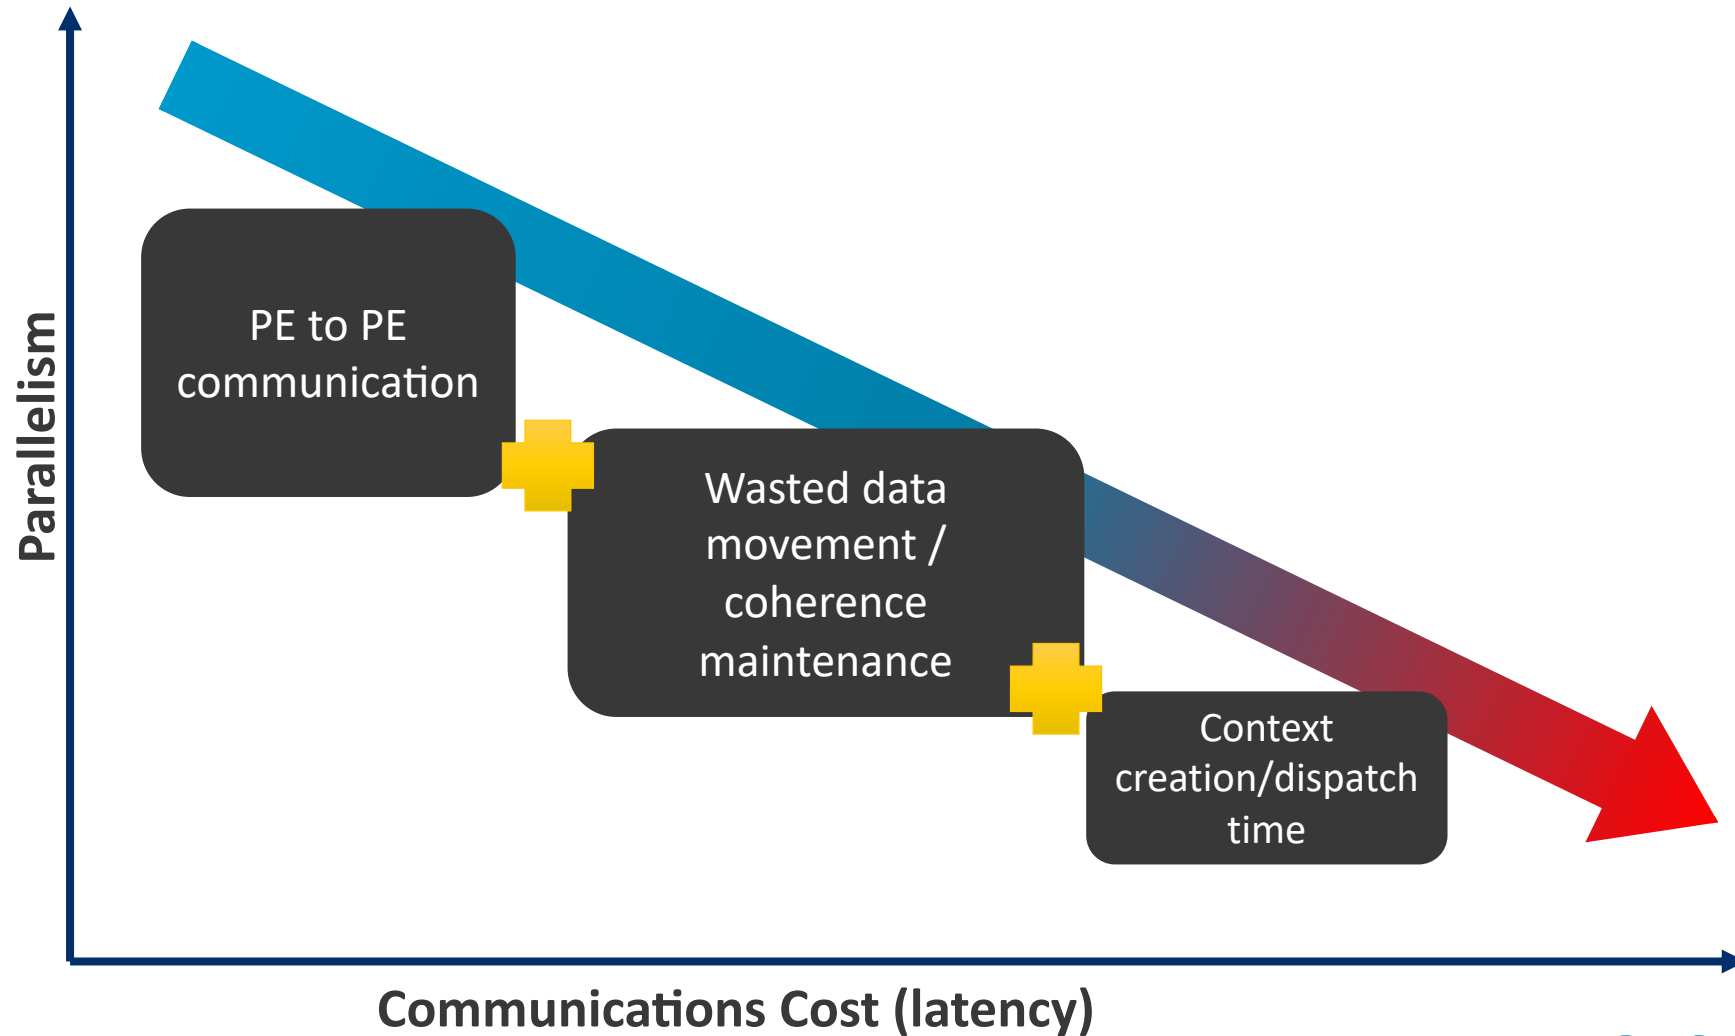 Parallelism
PE to PE
communication
Wasted data
movement /
coherence
maintenance
Context
creation/dispatch
time
Communications Cost (latency)